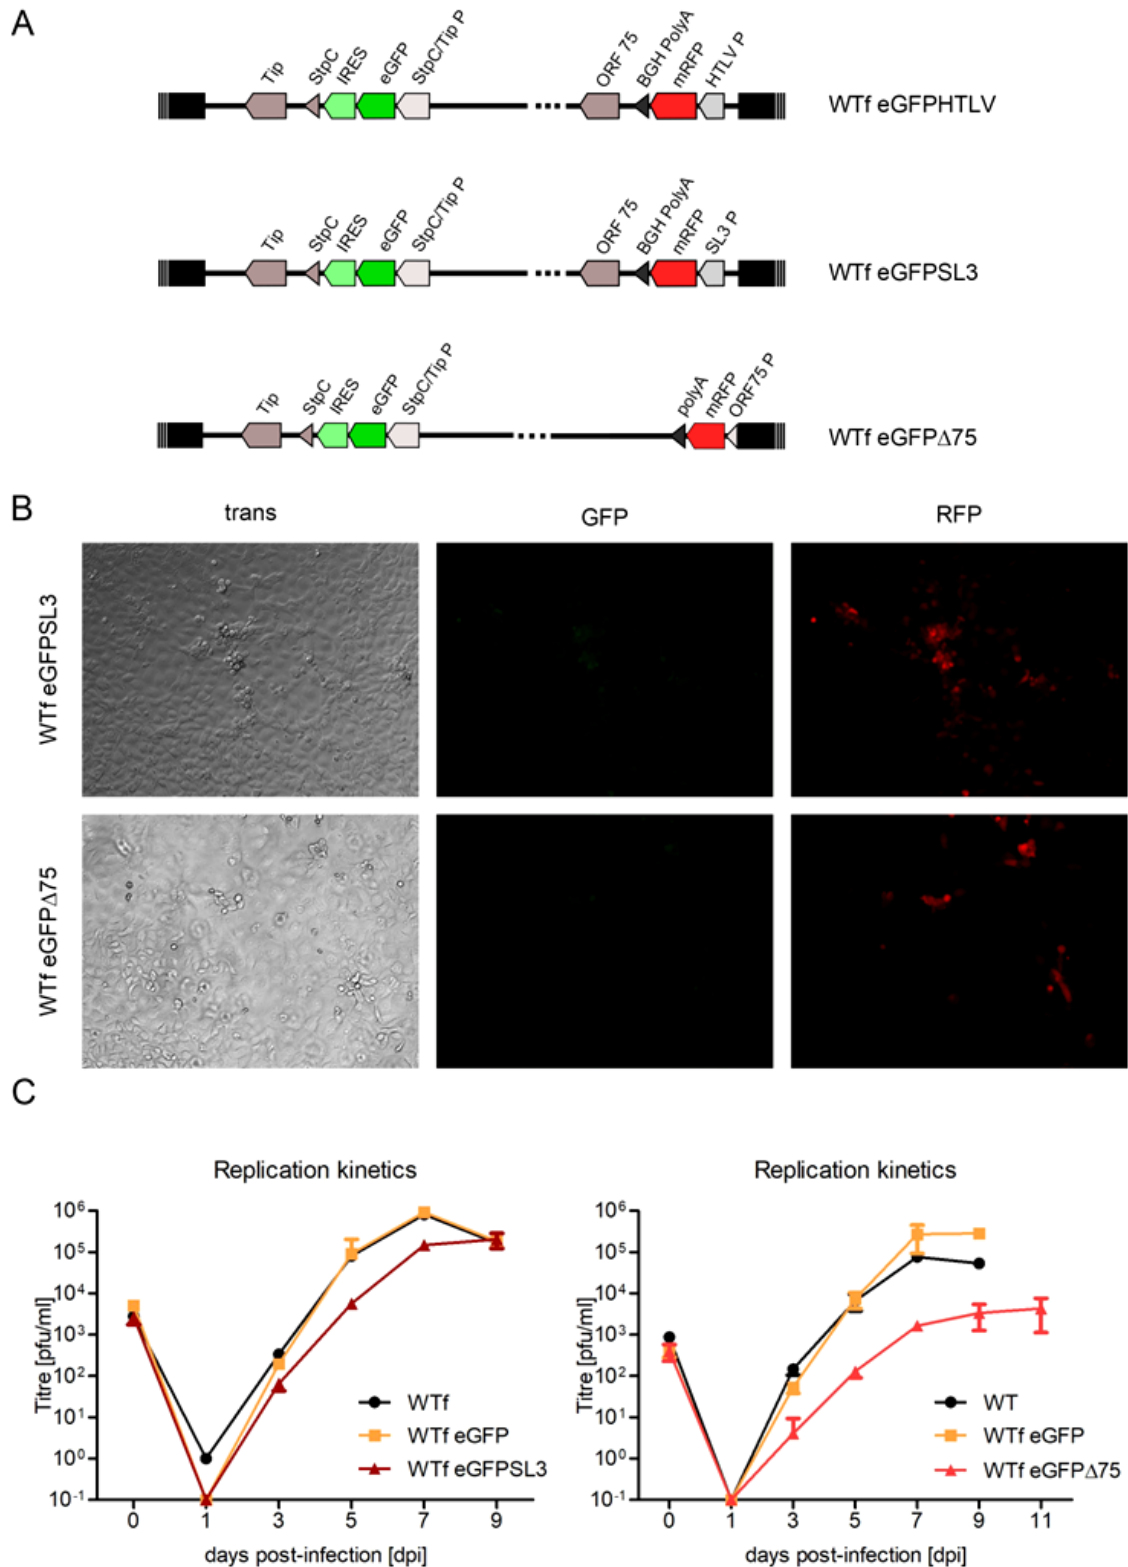 A
Tip
StpC
IRES
eGFP
StpC/Tip P
ORF 75
BGH PolyA
mRFP
HTLV P
WTf eGFPHTLV
Tip
StpC
IRES
eGFP
StpC/Tip P
ORF 75
BGH PolyA
mRFP
SL3 P
WTf eGFPSL3
Tip
StpC
IRES
eGFP
StpC/Tip P
polyA
mRFP
ORF75 P
WTf eGFPΔ75
B
trans
GFP
RFP
WTf eGFPSL3
WTf eGFPΔ75
C
Replication kinetics
Titre [pfu/ml]
10⁶
10⁵
10⁴
10³
10²
10¹
10⁰
10⁻¹
WTf
WTf eGFP
WTf eGFPSL3
0 1 3 5 7 9
days post-infection [dpi]
Replication kinetics
Titre [pfu/ml]
10⁶
10⁵
10⁴
10³
10²
10¹
10⁰
10⁻¹
WT
WTf eGFP
WTf eGFPΔ75
0 1 3 5 7 9 11
days post-infection [dpi]